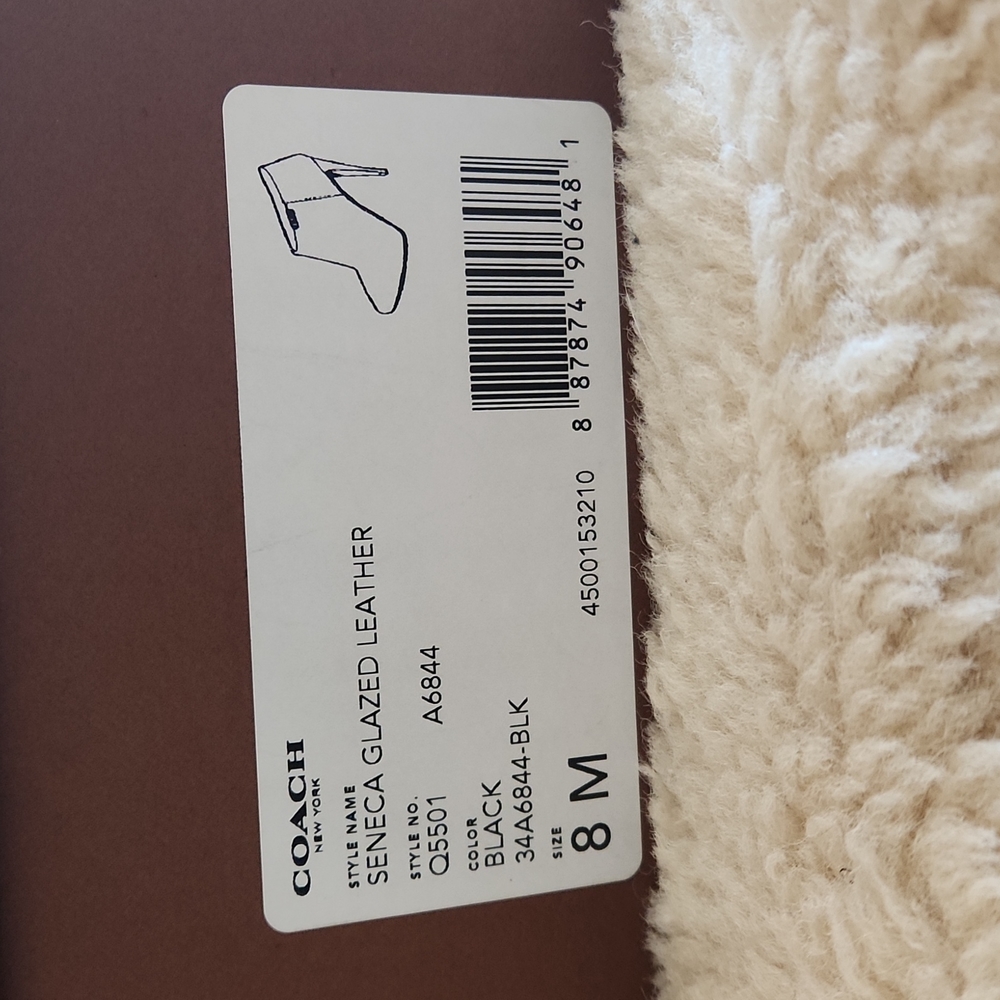 COACH
NEW YORK
STYLE NAME
SENECA GLAZED LEATHER
STYLE NO.
Q5501 A6844
COLOR
BLACK
34A6844-BLK
SIZE
8 M
4500153210
8 87874 90648 1